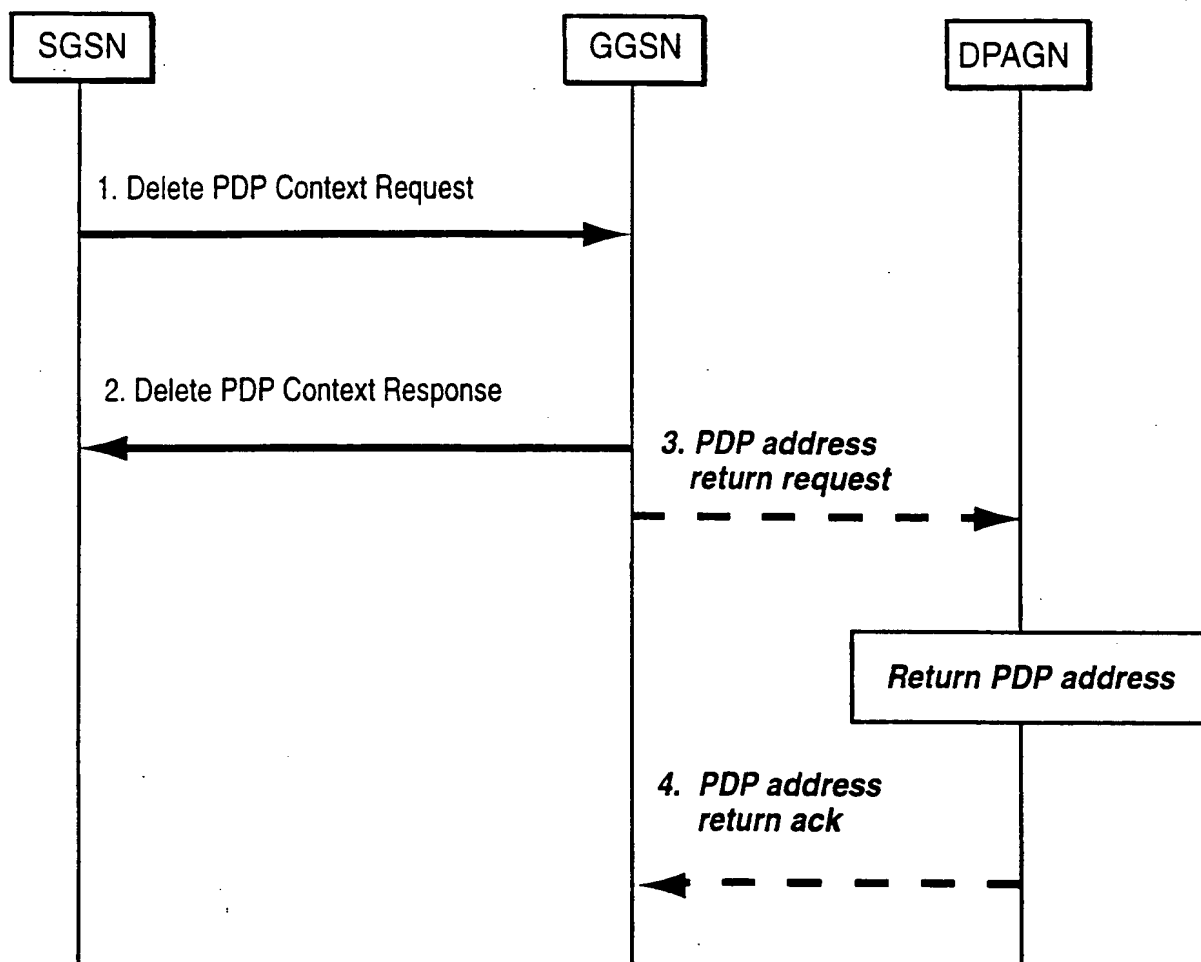 SGSN
GGSN
DPAGN
1. Delete PDP Context Request
2. Delete PDP Context Response
3. PDP address
return request
Return PDP address
4. PDP address
return ack